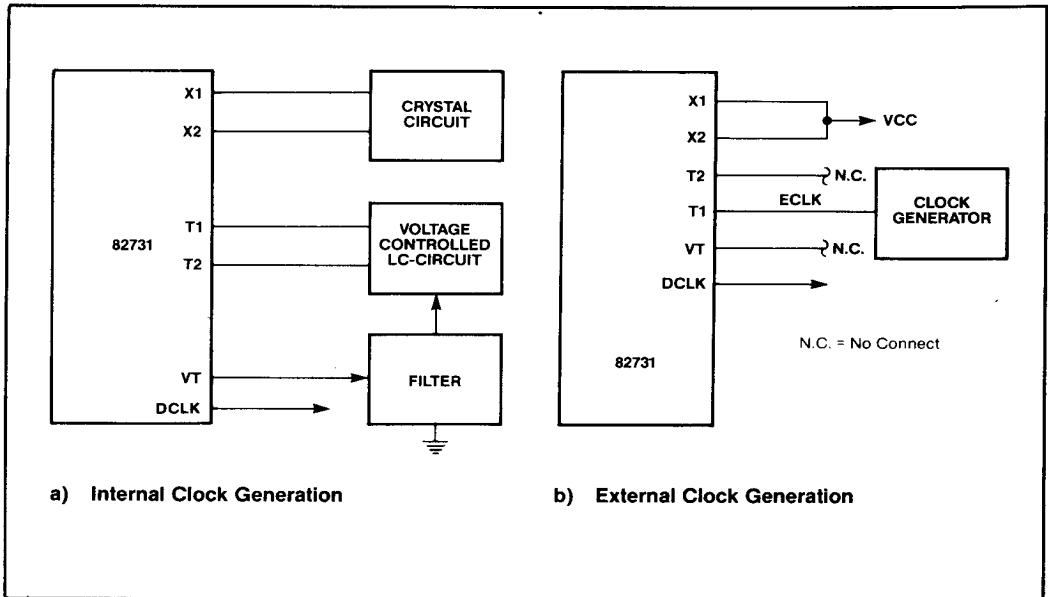 82731
X1
X2
T1
T2
VT
DCLK
CRYSTAL
CIRCUIT
VOLTAGE
CONTROLLED
LC-CIRCUIT
FILTER
a) Internal Clock Generation
82731
X1
X2
T2
T1
VT
DCLK
VCC
N.C.
ECLK
N.C.
CLOCK
GENERATOR
N.C. = No Connect
b) External Clock Generation